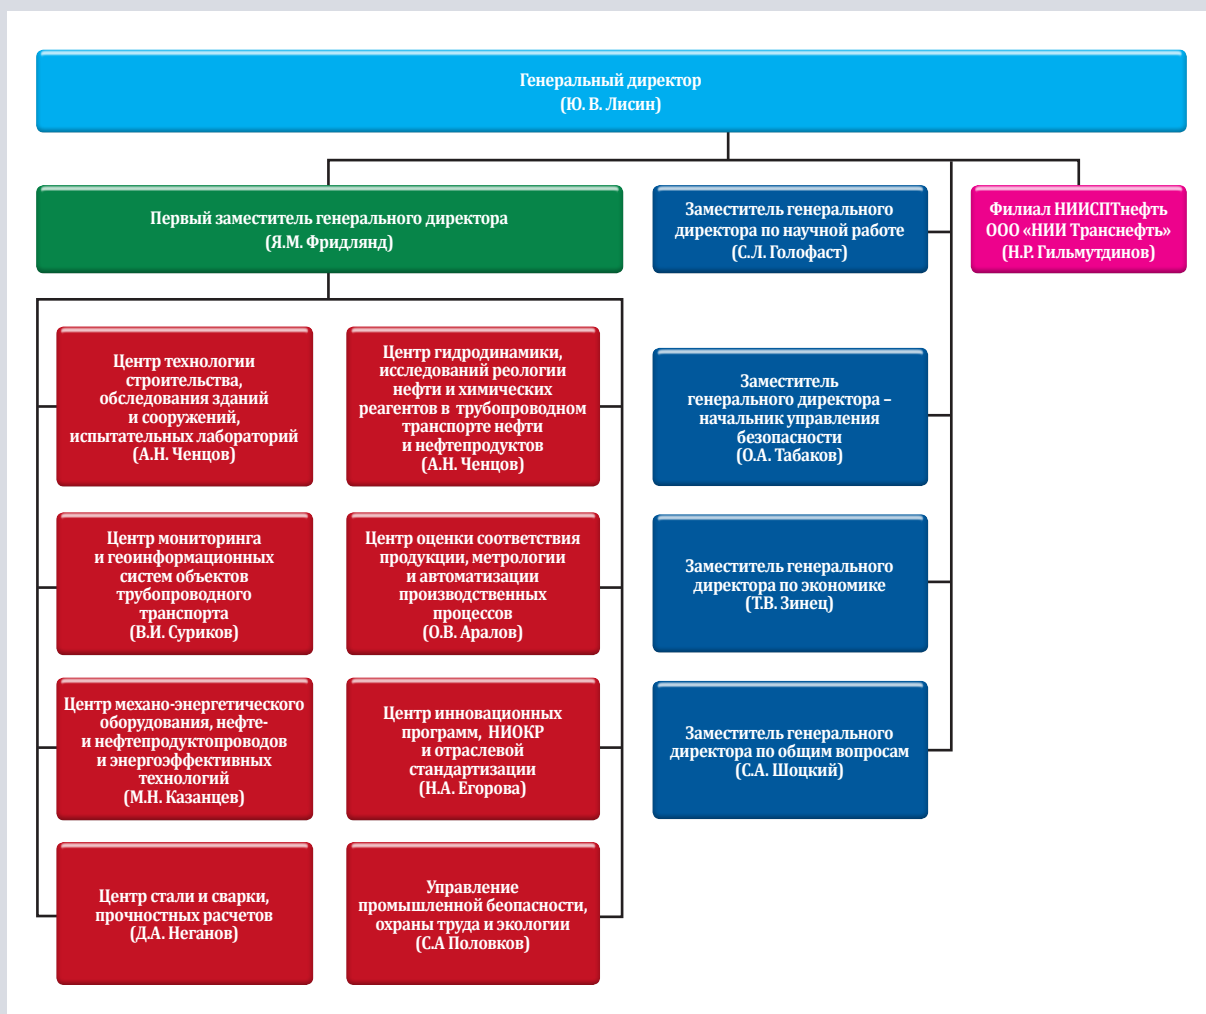 Генеральный директор
(Ю. В. Лисин)
Первый заместитель генерального директора
(Я.М. Фридлянд)
Заместитель генерального
директора по научной работе
(С.Л. Голофаст)
Филиал НИИСПТнефть
ООО «НИИ Транснефть»
(Н.Р. Гильмутдинов)
Центр технологии
строительства,
обследования зданий
и сооружений,
испытательных лабораторий
(А.Н. Ченцов)
Центр гидродинамики,
исследований реологии
нефти и химических
реагентов в трубопроводном
транспорте нефти
и нефтепродуктов
(А.Н. Ченцов)
Заместитель
генерального директора –
начальник управления
безопасности
(О.А. Табаков)
Центр мониторинга
и геоинформационных
систем объектов
трубопроводного
транспорта
(В.И. Суриков)
Центр оценки соответствия
продукции, метрологии
и автоматизации
производственных
процессов
(О.В. Аралов)
Заместитель генерального
директора по экономике
(Т.В. Зинец)
Центр механо-энергетического
оборудования, нефте-
и нефтепродуктопроводов
и энергоэффективных
технологий
(М.Н. Казанцев)
Центр инновационных
программ, НИОКР
и отраслевой
стандартизации
(Н.А. Егорова)
Заместитель генерального
директора по общим вопросам
(С.А. Шоцкий)
Центр стали и сварки,
прочностных расчетов
(Д.А. Неганов)
Управление
промышленной беопасности,
охраны труда и экологии
(С.А Половков)